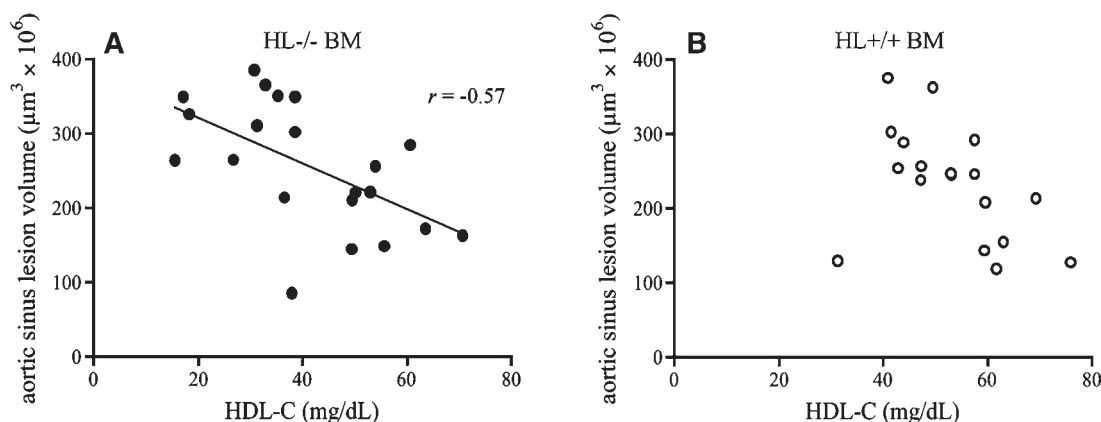 A
HL-/- BM
aortic sinus lesion volume (μm³ × 10⁶)
400
300
200
100
0
r = -0.57
0 20 40 60 80
HDL-C (mg/dL)
B
HL+/+ BM
aortic sinus lesion volume (μm³ × 10⁶)
400
300
200
100
0
0 20 40 60 80
HDL-C (mg/dL)